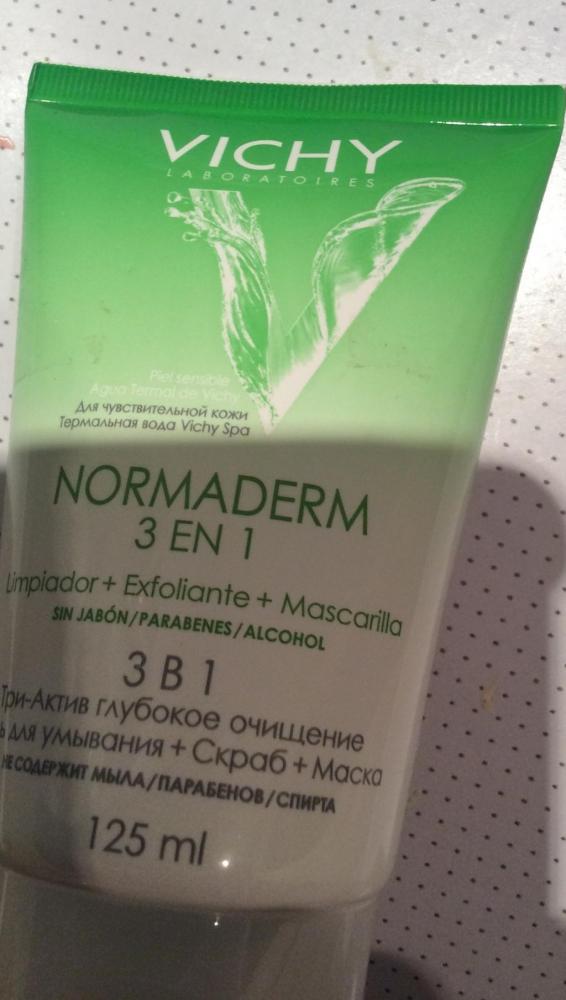 VICHY
LABORATOIRES
Piel sensible
Agua Termal de Vichy
Для чувствительной кожи
Термальная вода Vichy Spa
NORMADERM
3 EN 1
Limpiador + Exfoliante + Mascarilla
SIN JABÓN/PARABENES/ALCOHOL
3 В 1
Три-Актив глубокое очищение
для умывания + Скраб + Маска
НЕ СОДЕРЖИТ МЫЛА/ПАРАБЕНОВ/СПИРТА
125 ml